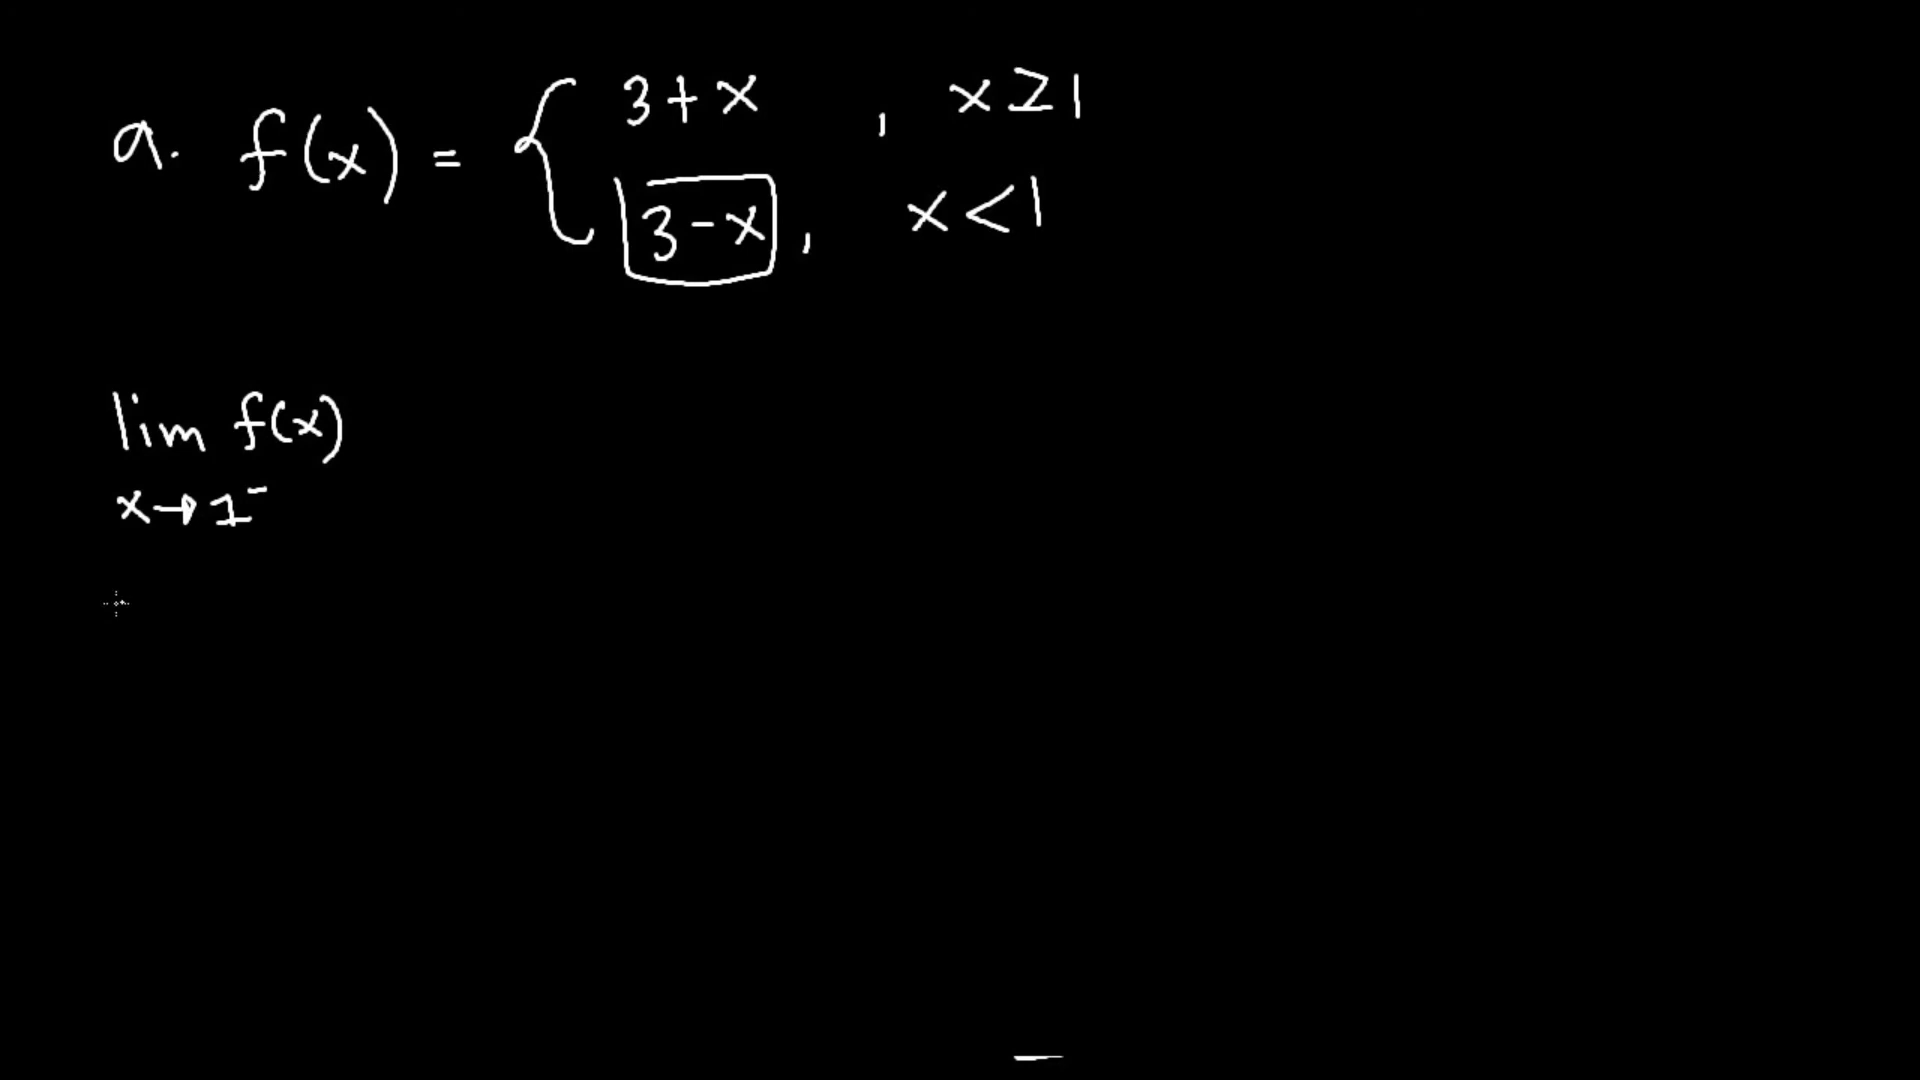 a. f(x) = { 3+x , x≥1
3-x , x<1
lim f(x)
x→1⁻